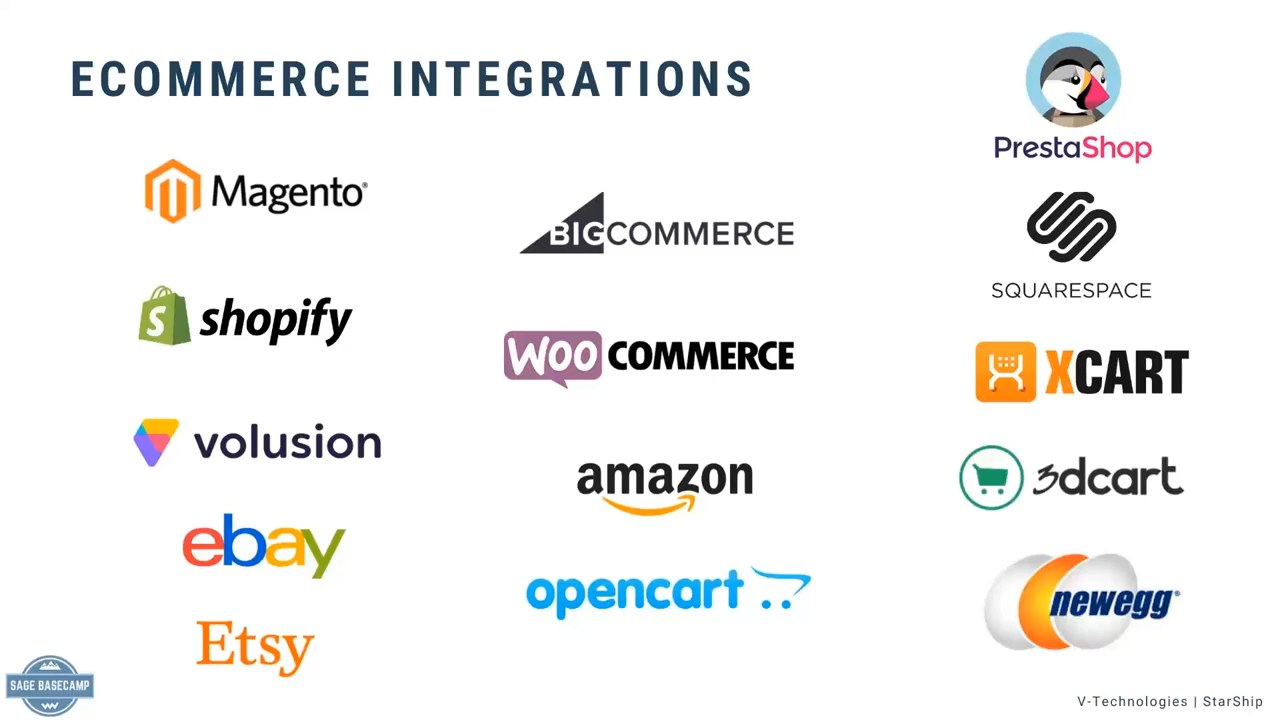 ECOMMERCE INTEGRATIONS
Magento®
S shopify
volusion
ebay
Etsy
BIGCOMMERCE
WOO COMMERCE
amazon
opencart
PrestaShop
SQUARESPACE
XCART
3dcart
newegg®
SAGE BASECAMP
V-Technologies | StarShip